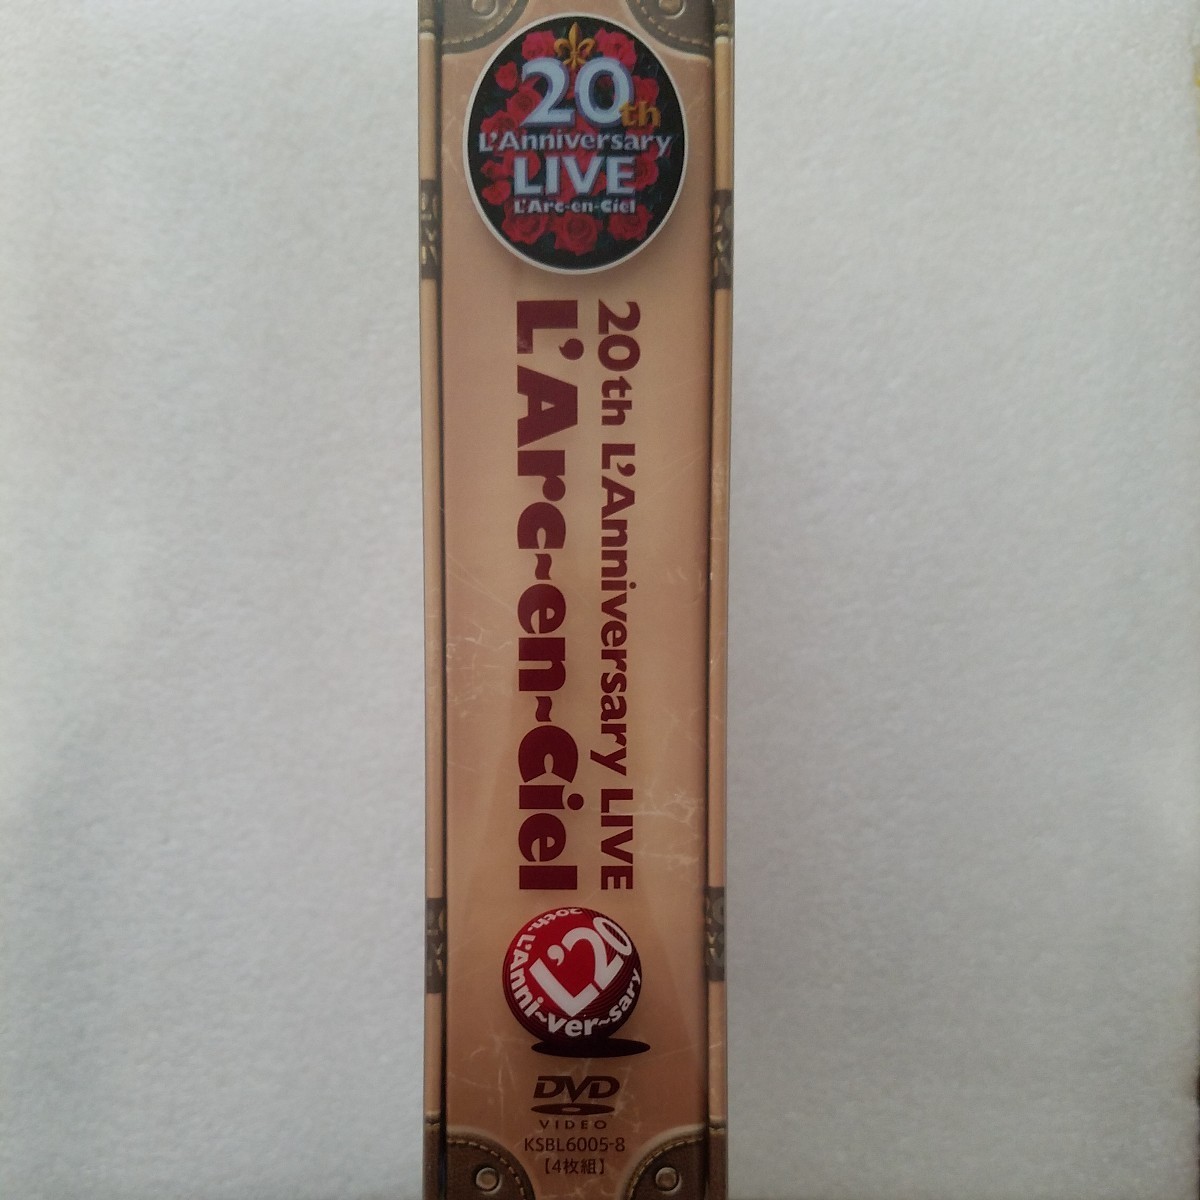 20th
L'Anniversary
LIVE
L'Arc-en-Ciel
20th L'Anniversary LIVE
L'Arc~en~Ciel
L'20
20th L'Anni~ver~sary
DVD
VIDEO
KSBL6005-8
【4枚組】